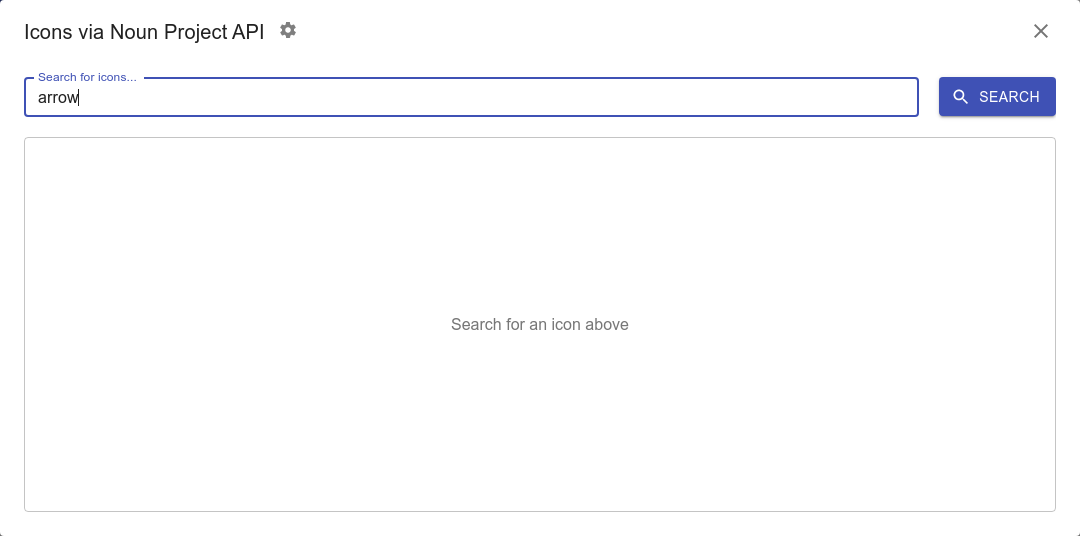 Icons via Noun Project API
Search for icons...
arrow
SEARCH
Search for an icon above